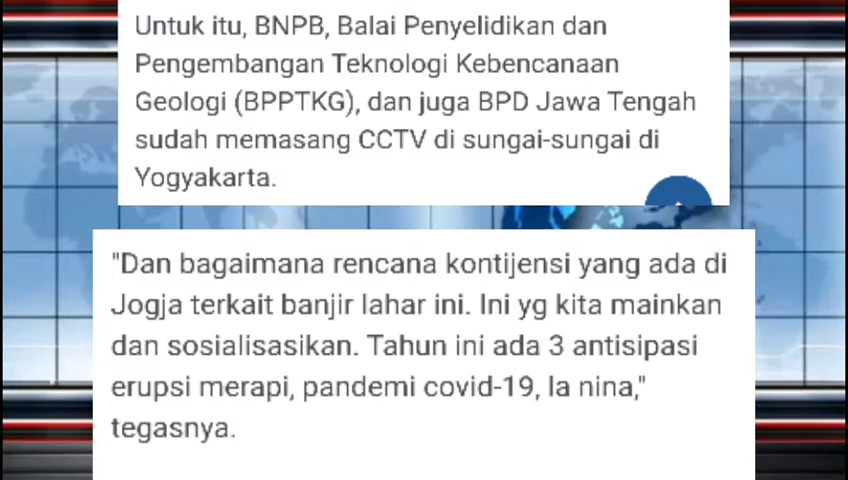 Untuk itu, BNPB, Balai Penyelidikan dan
Pengembangan Teknologi Kebencanaan
Geologi (BPPTKG), dan juga BPD Jawa Tengah
sudah memasang CCTV di sungai-sungai di
Yogyakarta.
"Dan bagaimana rencana kontijensi yang ada di
Jogja terkait banjir lahar ini. Ini yg kita mainkan
dan sosialisasikan. Tahun ini ada 3 antisipasi
erupsi merapi, pandemi covid-19, la nina,"
tegasnya.